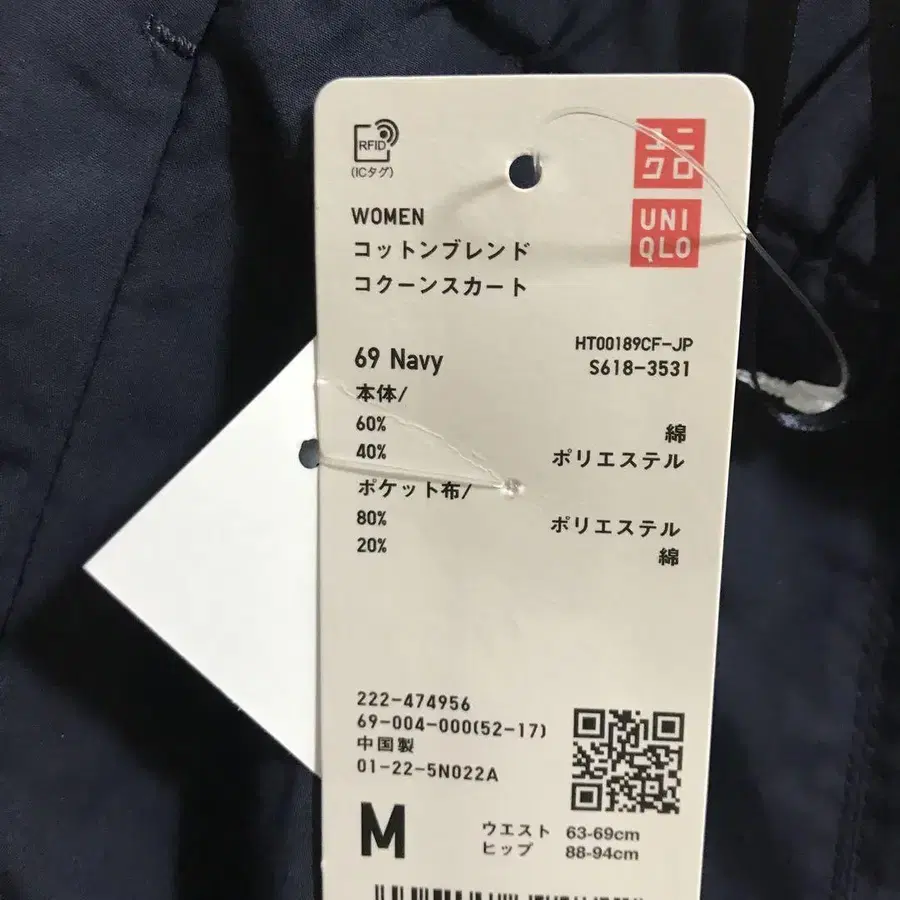 RFID
(ICタグ)
ユニ
クロ
UNI
QLO
WOMEN
コットンブレンド
コクーンスカート
HT00189CF-JP
69 Navy
S618-3531
本体/
60% 綿
40% ポリエステル
ポケット布/
80% ポリエステル
20% 綿
222-474956
69-004-000(52-17)
中国製
01-22-5N022A
M
ウエスト 63-69cm
ヒップ 88-94cm